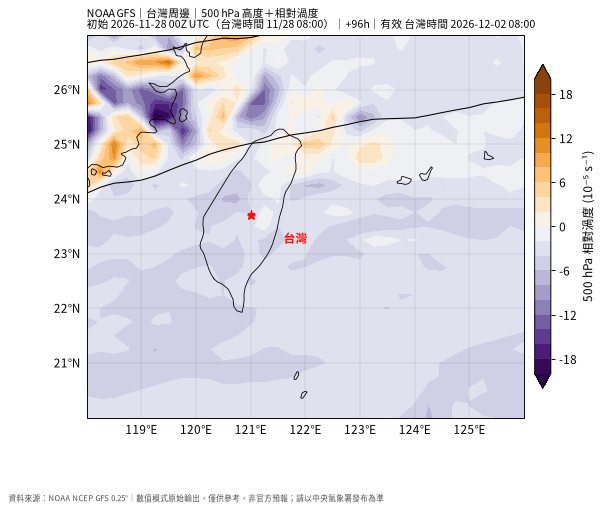 NOAA GFS｜台灣周邊｜500 hPa 高度＋相對渦度
初始 2026-11-28 00Z UTC（台灣時間 11/28 08:00）｜+96h｜有效 台灣時間 2026-12-02 08:00
26°N
25°N
24°N
23°N
22°N
21°N
119°E 120°E 121°E 122°E 123°E 124°E 125°E
台灣
18
12
6
0
-6
-12
-18
500 hPa 相對渦度 (10⁻⁵ s⁻¹)
資料來源：NOAA NCEP GFS 0.25°｜數值模式原始輸出，僅供參考，非官方預報；請以中央氣象署發布為準